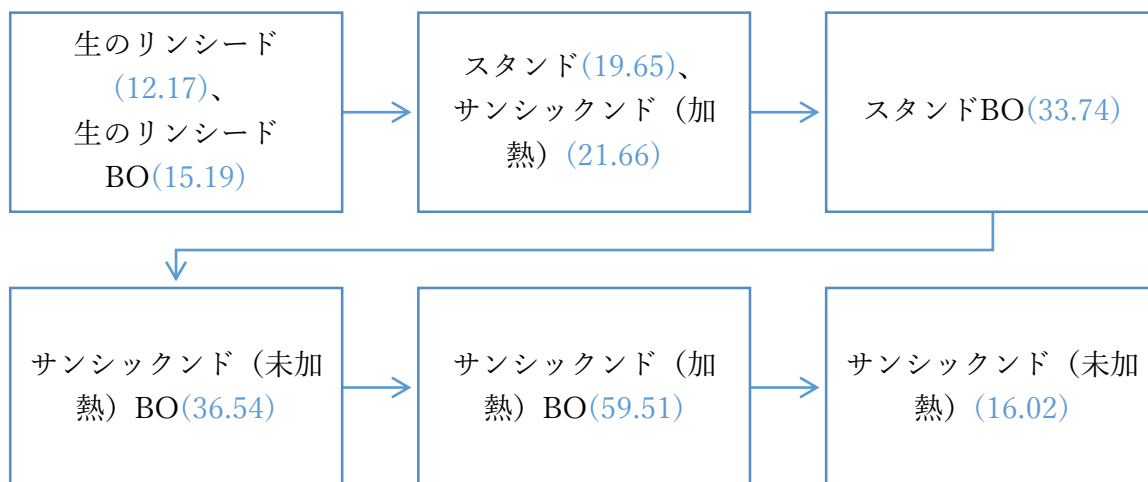 生のリンシード
(12.17)、
生のリンシード
BO(15.19)
スタンド(19.65)、
サンシックンド（加
熱）(21.66)
スタンドBO(33.74)
サンシックンド（未加
熱）BO(36.54)
サンシックンド（加
熱）BO(59.51)
サンシックンド（未加
熱）(16.02)